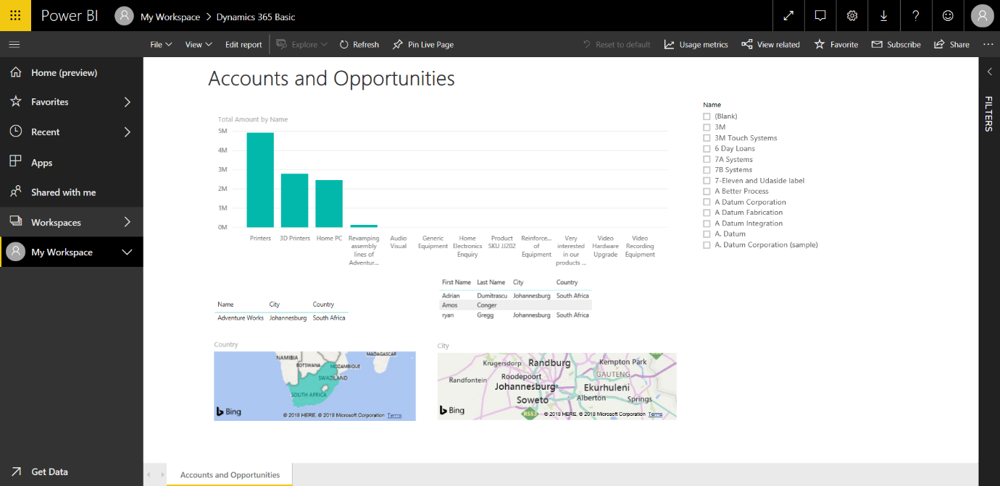 Power BI
My Workspace > Dynamics 365 Basic
File View Edit report Explore Refresh Pin Live Page Reset to default Usage metrics View related Favorite Subscribe Share ...
Home (preview)
Favorites
Recent
Apps
Shared with me
Workspaces
My Workspace
Get Data
Accounts and Opportunities
Total Amount by Name
5M
4M
3M
2M
1M
0M
Printers
3D Printers
Home PC
Revamping
assembly
lines of
Adventur...
Audio
Visual
Generic
Equipment
Home
Electronics
Enquiry
Product
SKU JJ202
Reinforce...
of
Equipment
Very
interested
in our
products ...
Video
Hardware
Upgrade
Video
Recording
Equipment
Name
(Blank)
3M
3M Touch Systems
6 Day Loans
7A Systems
7B Systems
7-Eleven and Udaside label
A Better Process
A Datum Corporation
A Datum Fabrication
A Datum Integration
A. Datum
A. Datum Corporation (sample)
FILTERS
Name City Country
Adventure Works Johannesburg South Africa
First Name Last Name City Country
Adrian Dumitrascu Johannesburg South Africa
Amos Conger
ryan Gregg Johannesburg South Africa
Country
NAMIBIA
MADAGASCAR
BOTSWANA
MOZAMBIQUE
SWAZILAND
SOUTH AFRICA
Bing
© 2018 HERE, © 2018 Microsoft Corporation Terms
City
Krugersdorp Randburg Kempton Park
GAUTENG
Randfontein Roodepoort
Johannesburg Ekurhuleni
Soweto Alberton Springs
Bing
R553
© 2018 HERE, © 2018 Microsoft Corporation Terms
Accounts and Opportunities